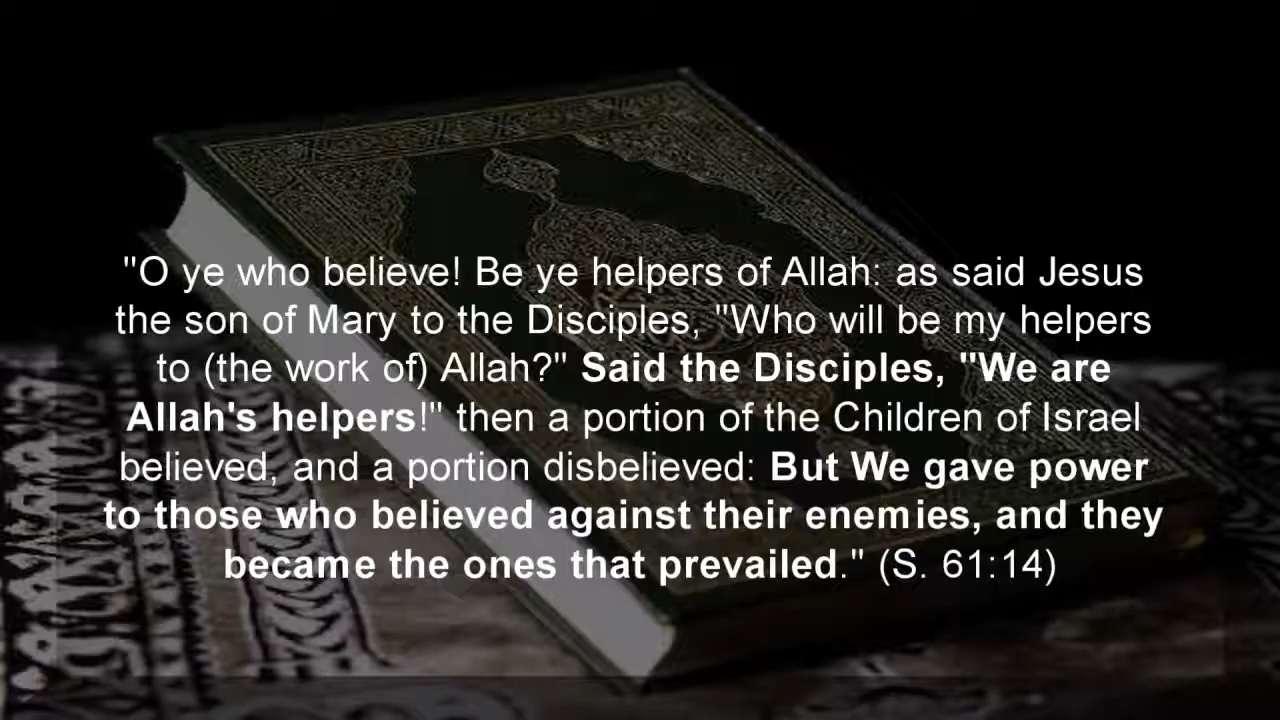 "O ye who believe! Be ye helpers of Allah: as said Jesus
the son of Mary to the Disciples, "Who will be my helpers
to (the work of) Allah?" Said the Disciples, "We are
Allah's helpers!" then a portion of the Children of Israel
believed, and a portion disbelieved: But We gave power
to those who believed against their enemies, and they
became the ones that prevailed." (S. 61:14)